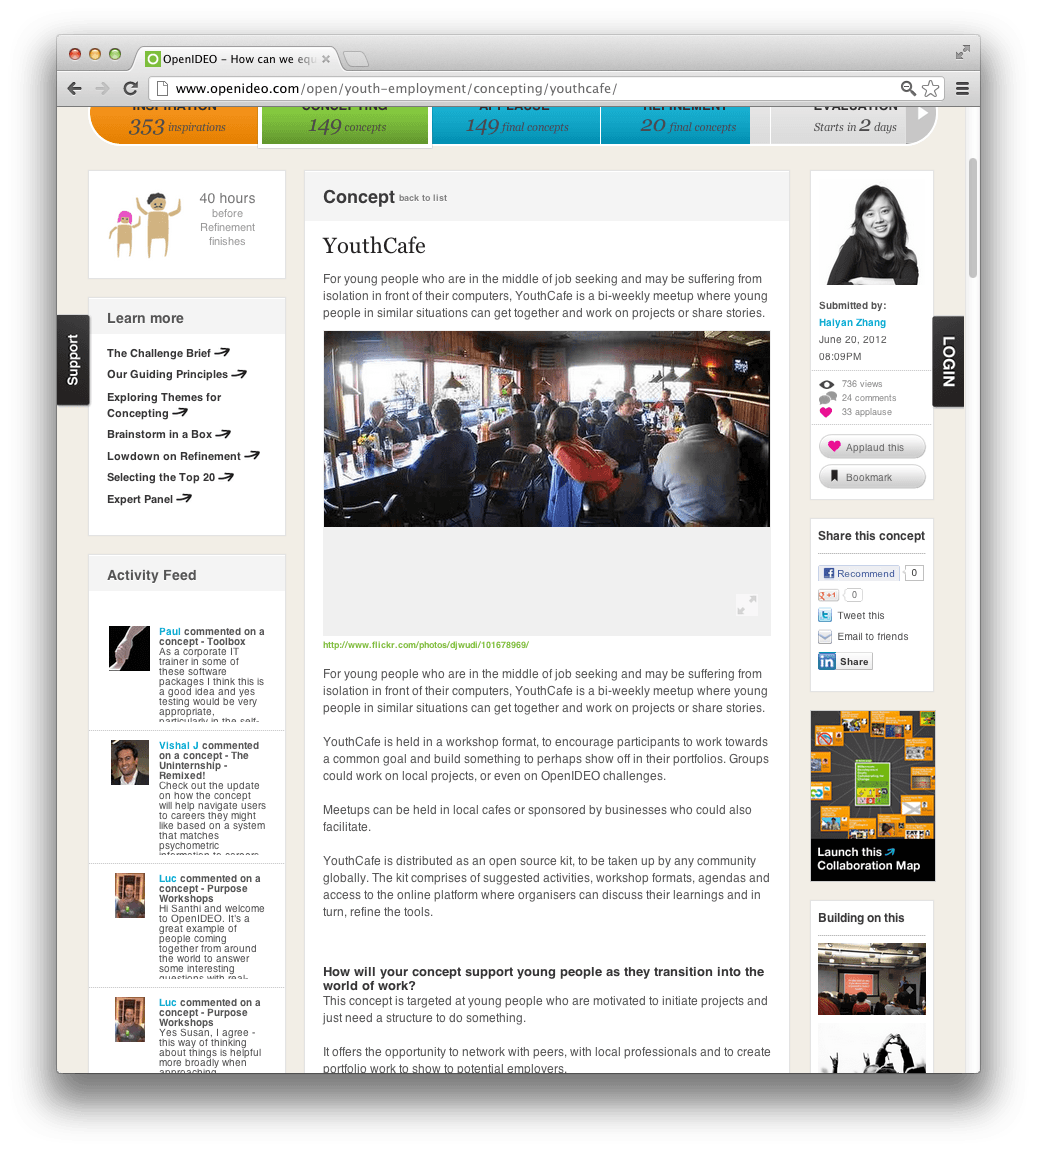 OpenIDEO – How can we equ
www.openideo.com/open/youth-employment/concepting/youthcafe/
INSPIRATION
353 inspirations
CONCEPTING
149 concepts
APPLAUSE
149 final concepts
REFINEMENT
20 final concepts
EVALUATION
Starts in 2 days
40 hours
before
Refinement
finishes
Support
Learn more
The Challenge Brief
Our Guiding Principles
Exploring Themes for
Concepting
Brainstorm in a Box
Lowdown on Refinement
Selecting the Top 20
Expert Panel
Activity Feed
Paul commented on a
concept - Toolbox
As a corporate IT
trainer in some of
these software
packages I think this is
a good idea and yes
testing would be very
appropriate,
particularly in the self-
Vishal J commented
on a concept - The
Uninternship -
Remixed!
Check out the update
on how the concept
will help navigate users
to careers they might
like based on a system
that matches
psychometric
information to careers
Luc commented on a
concept - Purpose
Workshops
Hi Santhi and welcome
to OpenIDEO. It's a
great example of
people coming
together from around
the world to answer
some interesting
questions with real-
Luc commented on a
concept - Purpose
Workshops
Yes Susan, I agree -
this way of thinking
about things is helpful
more broadly when
approaching
Concept back to list
YouthCafe
For young people who are in the middle of job seeking and may be suffering from
isolation in front of their computers, YouthCafe is a bi-weekly meetup where young
people in similar situations can get together and work on projects or share stories.
http://www.flickr.com/photos/djwudi/101678969/
For young people who are in the middle of job seeking and may be suffering from
isolation in front of their computers, YouthCafe is a bi-weekly meetup where young
people in similar situations can get together and work on projects or share stories.
YouthCafe is held in a workshop format, to encourage participants to work towards
a common goal and build something to perhaps show off in their portfolios. Groups
could work on local projects, or even on OpenIDEO challenges.
Meetups can be held in local cafes or sponsored by businesses who could also
facilitate.
YouthCafe is distributed as an open source kit, to be taken up by any community
globally. The kit comprises of suggested activities, workshop formats, agendas and
access to the online platform where organisers can discuss their learnings and in
turn, refine the tools.
How will your concept support young people as they transition into the
world of work?
This concept is targeted at young people who are motivated to initiate projects and
just need a structure to do something.
It offers the opportunity to network with peers, with local professionals and to create
portfolio work to show to potential employers.
Submitted by:
Haiyan Zhang
June 20, 2012
08:09PM
LOGIN
736 views
24 comments
33 applause
Applaud this
Bookmark
Share this concept
Recommend 0
+1 0
Tweet this
Email to friends
in Share
Launch this
Collaboration Map
Building on this